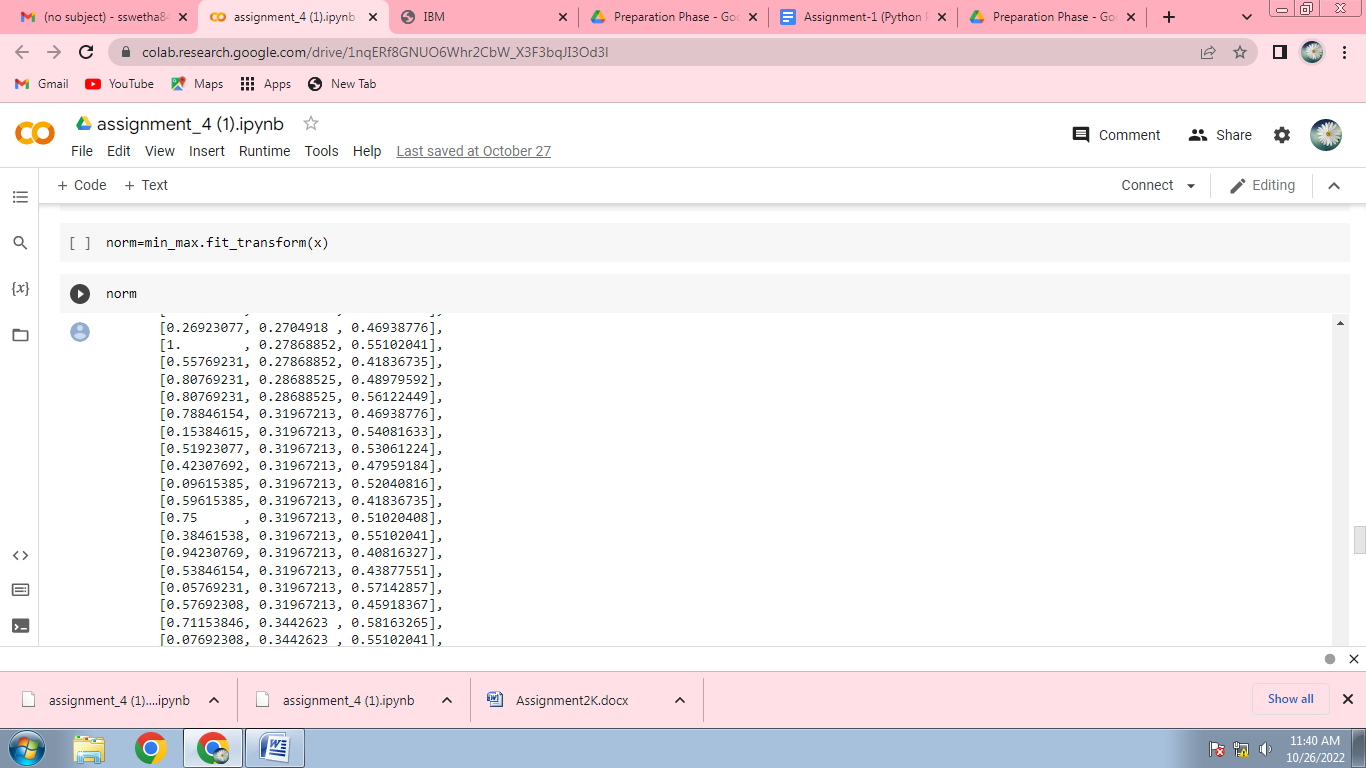 (no subject) - sswetha84
assignment_4 (1).ipynb
IBM
Preparation Phase - Goo
Assignment-1 (Python P
Preparation Phase - Goo
colab.research.google.com/drive/1nqERf8GNUO6Whr2CbW_X3F3bqJI3Od3I
Gmail
YouTube
Maps
Apps
New Tab
assignment_4 (1).ipynb
Comment
Share
File Edit View Insert Runtime Tools Help Last saved at October 27
+ Code + Text
Connect
Editing
[ ] norm=min_max.fit_transform(x)
norm
{x}
[0.26923077, 0.2704918 , 0.46938776],
[1.        , 0.27868852, 0.55102041],
[0.55769231, 0.27868852, 0.41836735],
[0.80769231, 0.28688525, 0.48979592],
[0.80769231, 0.28688525, 0.56122449],
[0.78846154, 0.31967213, 0.46938776],
[0.15384615, 0.31967213, 0.54081633],
[0.51923077, 0.31967213, 0.53061224],
[0.42307692, 0.31967213, 0.47959184],
[0.09615385, 0.31967213, 0.52040816],
[0.59615385, 0.31967213, 0.41836735],
[0.75      , 0.31967213, 0.51020408],
[0.38461538, 0.31967213, 0.55102041],
[0.94230769, 0.31967213, 0.40816327],
[0.53846154, 0.31967213, 0.43877551],
[0.05769231, 0.31967213, 0.57142857],
[0.57692308, 0.31967213, 0.45918367],
[0.71153846, 0.3442623 , 0.58163265],
[0.07692308, 0.3442623 , 0.55102041],
assignment_4 (1)....ipynb
assignment_4 (1).ipynb
Assignment2K.docx
Show all
11:40 AM
10/26/2022